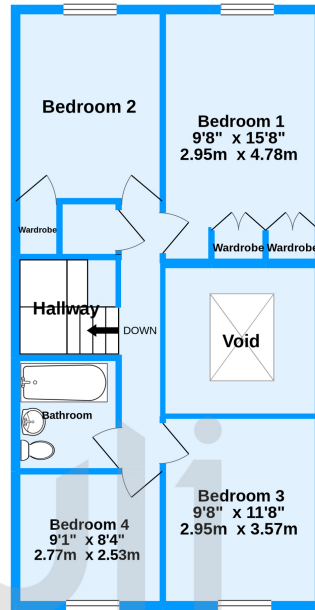 Bedroom 2
Bedroom 1
9'8" x 15'8"
2.95m x 4.78m
Wardrobe
Wardrobe
Wardrobe
Hallway
DOWN
Void
Bathroom
Bedroom 3
9'8" x 11'8"
2.95m x 3.57m
Bedroom 4
9'1" x 8'4"
2.77m x 2.53m